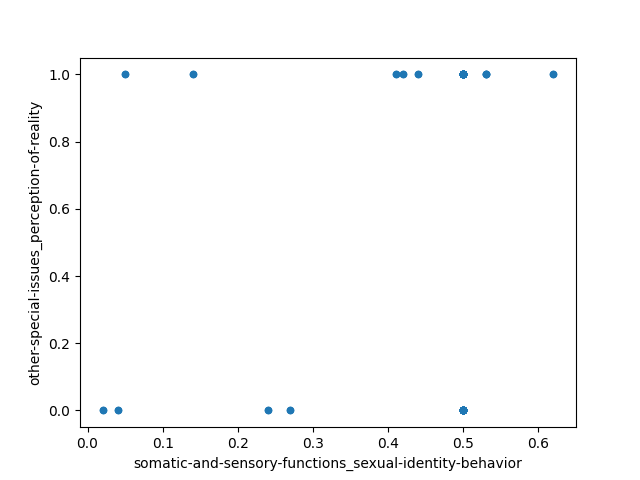 1.0
0.8
0.6
0.4
0.2
0.0
other-special-issues_perception-of-reality
0.0 0.1 0.2 0.3 0.4 0.5 0.6
somatic-and-sensory-functions_sexual-identity-behavior